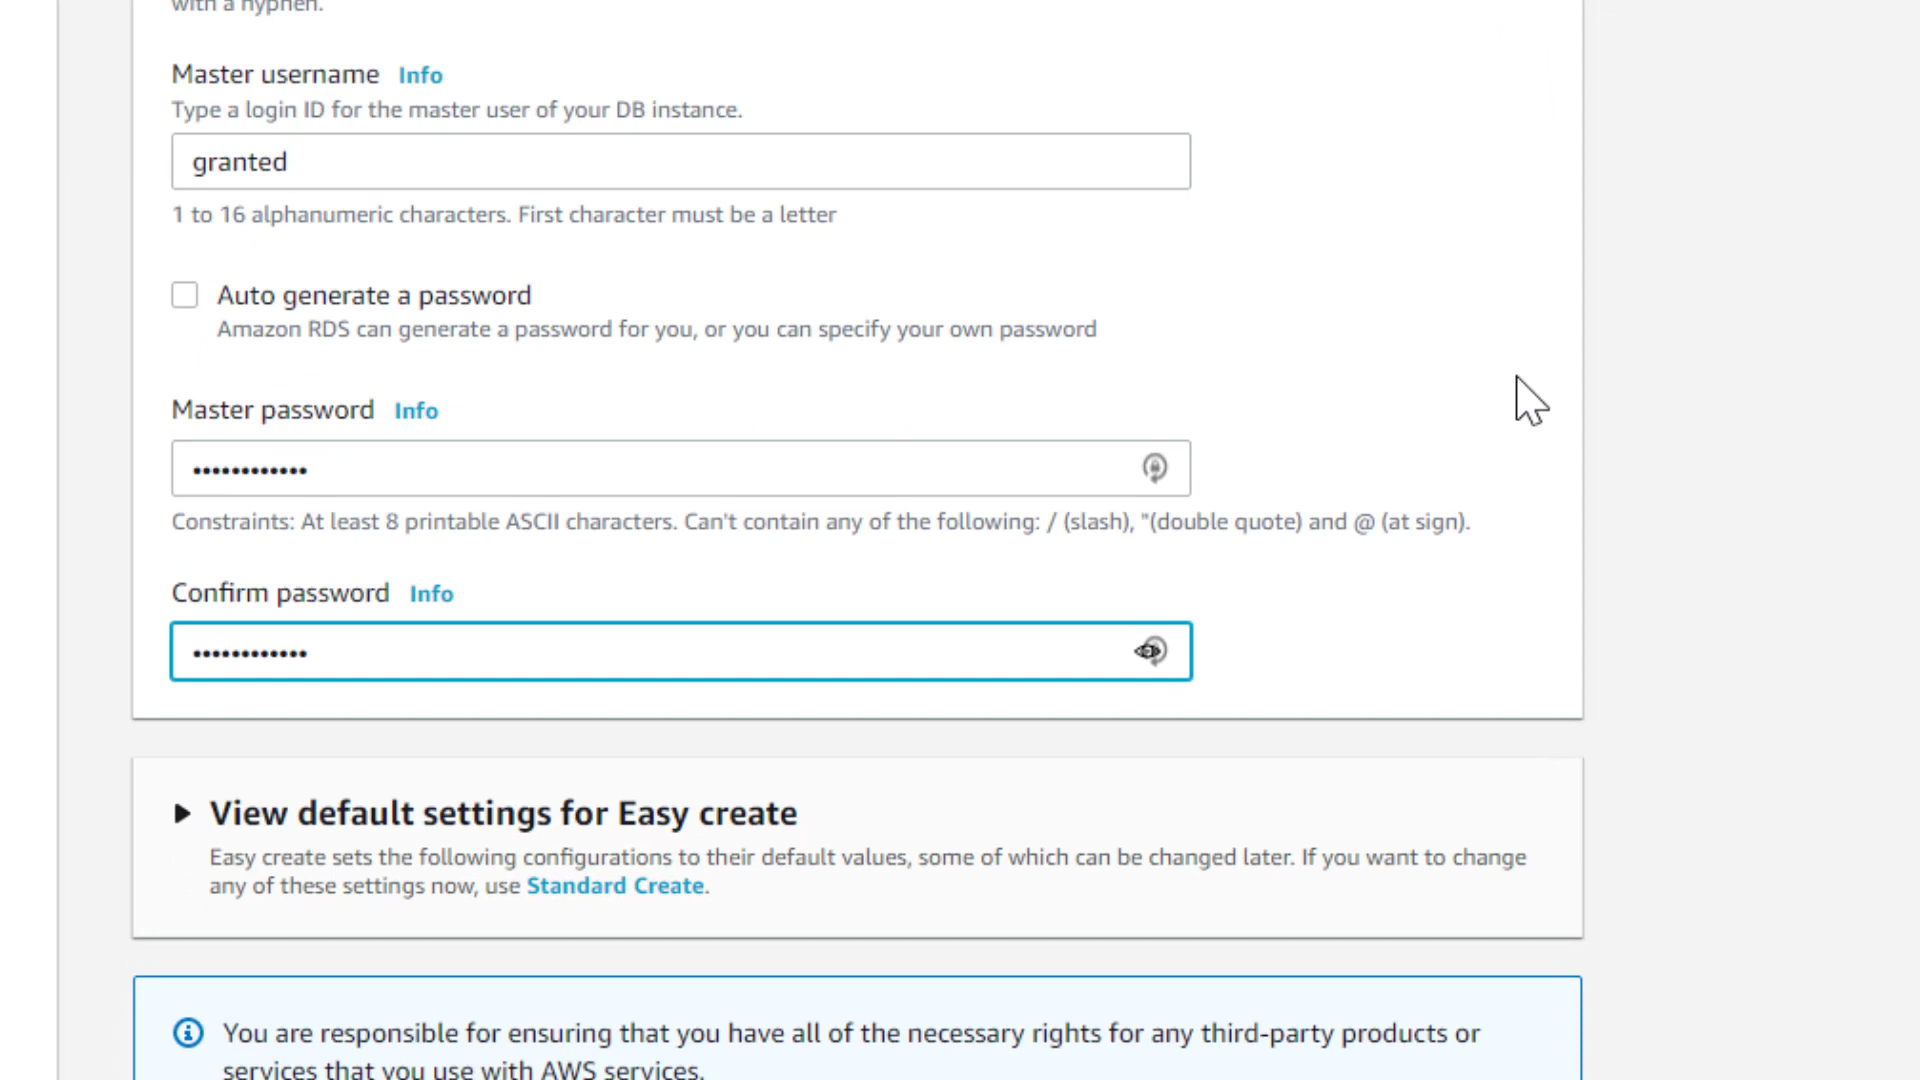 with a hyphen.
Master username Info
Type a login ID for the master user of your DB instance.
granted
1 to 16 alphanumeric characters. First character must be a letter
Auto generate a password
Amazon RDS can generate a password for you, or you can specify your own password
Master password Info
••••••••••••
Constraints: At least 8 printable ASCII characters. Can't contain any of the following: / (slash), "(double quote) and @ (at sign).
Confirm password Info
••••••••••••
View default settings for Easy create
Easy create sets the following configurations to their default values, some of which can be changed later. If you want to change
any of these settings now, use Standard Create.
You are responsible for ensuring that you have all of the necessary rights for any third-party products or
services that you use with AWS services.